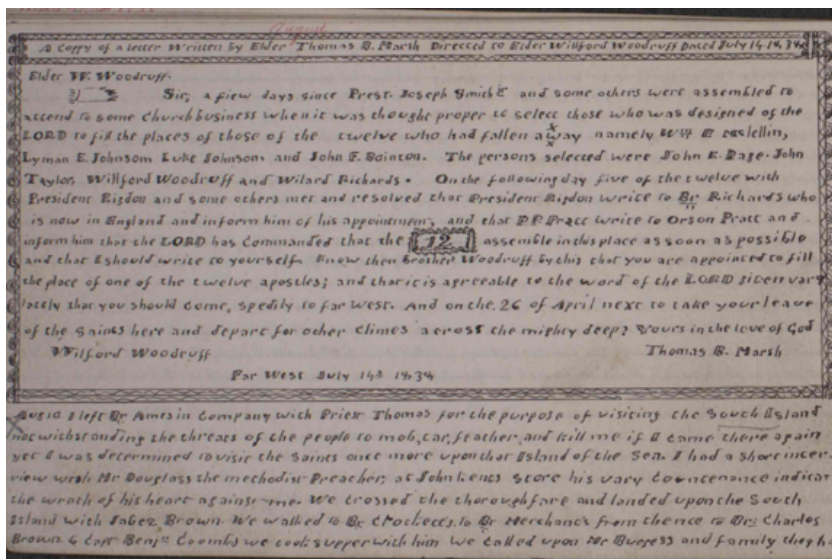 August
A Coppy of a letter Written by Elder Thomas B. Marsh Directed to Elder Willford Woodruff Dated July 14-1838
Elder W. Woodruff.
Sir, a fiew days since Prest. Joseph Smith and some others were assembled to
attend to some Church business when it was thought proper to select those who was designed of the
LORD to fill the places of those of the twelve who had fallen away namely Wm E Mclellin,
Lyman E. Johnsom Luke Johnson, and John F. Bointon. The persons selected were John E. Page. John
Taylor, Willford Woodruff and Wilard Richards. On the following day five of the twelve with
President Rigdon and some others met and resolved that President Rigdon write to Br Richards who
is now in England and inform him of his appointment, and that P.P. Pratt write to Orson Pratt and
inform him that the LORD has commanded that the 12 assemble in this place as soon as possible
and that I should write to yourself. Know then brother Woodruff by this that you are appointed to fill
the place of one of the twelve apostles; and that it is agreeable to the word of the LORD given vary
lately that you should come, spedily to far West. And on the 26 of April next to take your leave
of the Saints here and depart for other Climes across the mighty deep? Yours in the love of God
Wilford Woodruff Thomas B. Marsh
Far West July 14th 1838
I left Br Ames in Company with Priest Thomas for the purpose of visiting the South Island
notwithstanding the threats of the people to mob, tar, feather, and kill me if I came there again
yet I was determined to visit the Saints once more upon that Island of the Sea. I had a short inter
view with Mr Douglass the methodist Preacher, at John Kents Store his vary Countenance indicat
the wroth of his heart against me. We crossed the thoroughfare and landed upon the South
Island with Jabez Brown. We walked to Br Crocketts. to Br Merchants from thence to Brs Charles
Brown. & Capt Benjn Coombs we took supper with him We called upon Mr Burgess and family they h